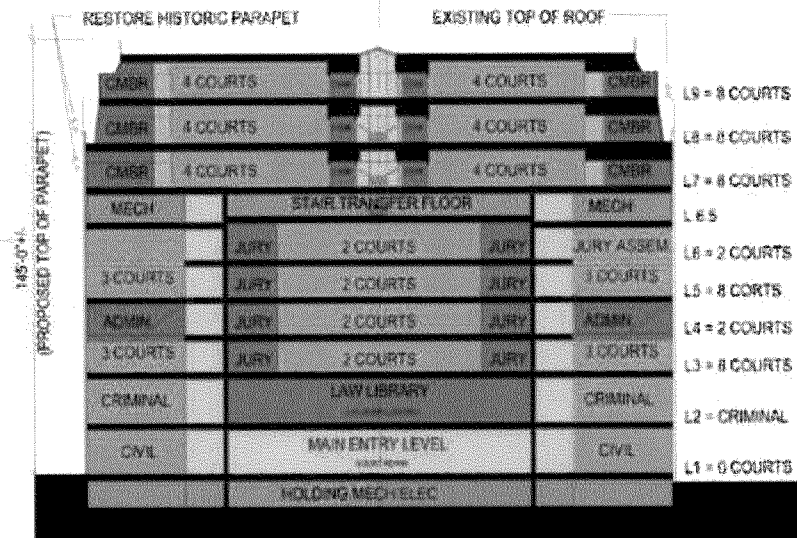 RESTORE HISTORIC PARAPET EXISTING TOP OF ROOF
CMBR 4 COURTS 4 COURTS CMBR L9 = 8 COURTS
CMBR 4 COURTS 4 COURTS CMBR L8 = 8 COURTS
CMBR 4 COURTS 4 COURTS CMBR L7 = 8 COURTS
MECH STAIR TRANSFER FLOOR MECH L 6.5
JURY 2 COURTS JURY JURY ASSEM L6 = 2 COURTS
3 COURTS JURY 2 COURTS JURY 3 COURTS L5 = 8 CORTS
ADMIN JURY 2 COURTS JURY ADMIN L4 = 2 COURTS
3 COURTS JURY 2 COURTS JURY 3 COURTS L3 = 8 COURTS
CRIMINAL LAW LIBRARY CRIMINAL L2 = CRIMINAL
CIVIL MAIN ENTRY LEVEL CIVIL L1 = 0 COURTS
HOLDING MECH ELEC
145'-0"+/-
(PROPOSED TOP OF PARAPET)